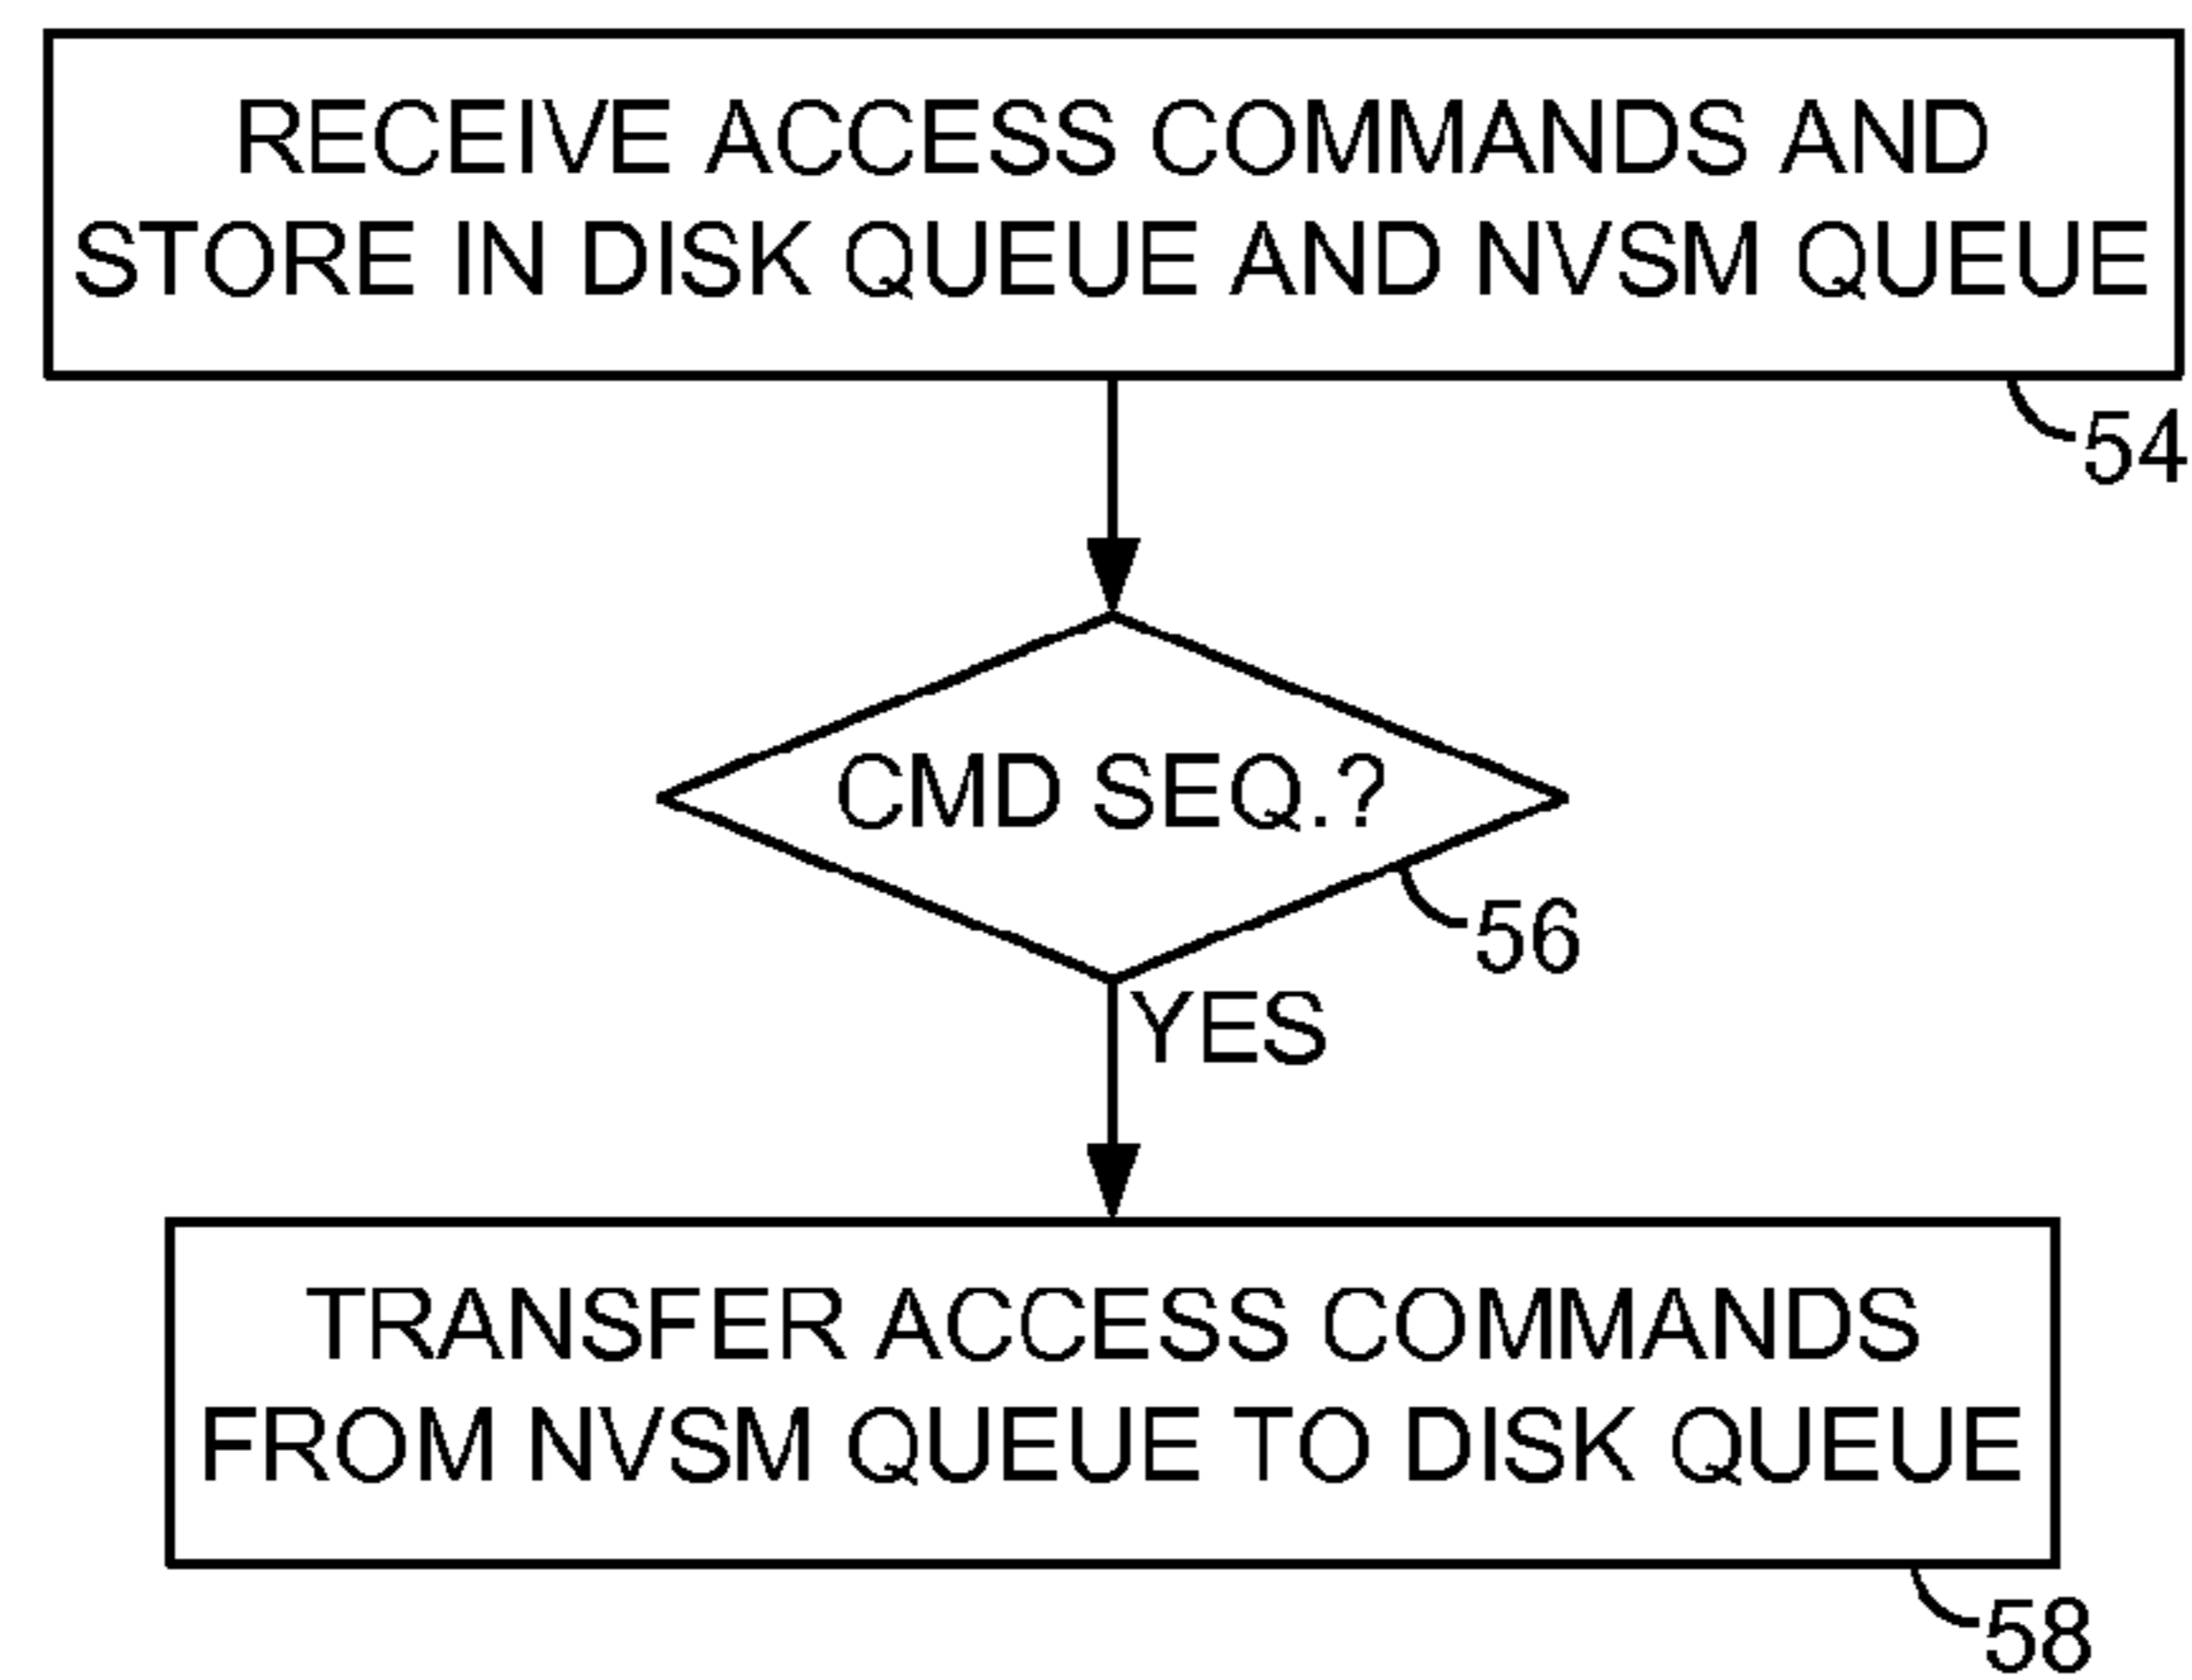 RECEIVE ACCESS COMMANDS AND
STORE IN DISK QUEUE AND NVSM QUEUE
54
CMD SEQ.?
56
YES
TRANSFER ACCESS COMMANDS
FROM NVSM QUEUE TO DISK QUEUE
58